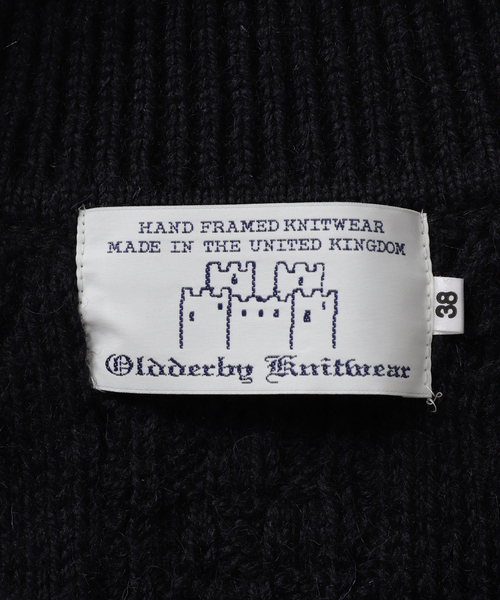 HAND FRAMED KNITWEAR
MADE IN THE UNITED KINGDOM
Oldderby Knitwear
38